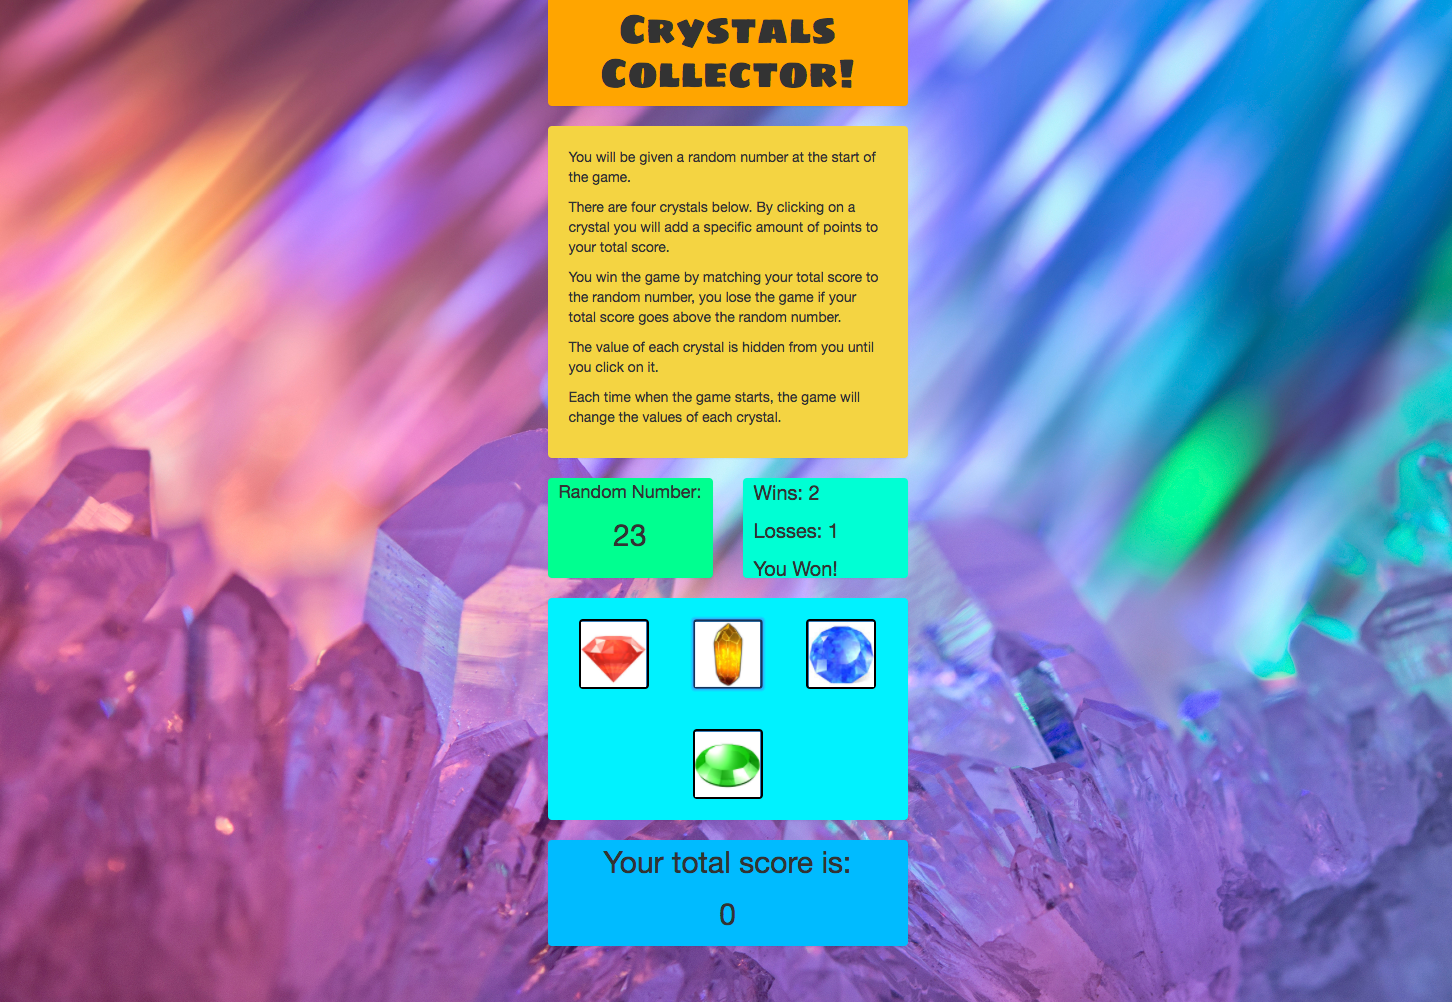 Crystals
Collector!
You will be given a random number at the start of
the game.
There are four crystals below. By clicking on a
crystal you will add a specific amount of points to
your total score.
You win the game by matching your total score to
the random number, you lose the game if your
total score goes above the random number.
The value of each crystal is hidden from you until
you click on it.
Each time when the game starts, the game will
change the values of each crystal.
Random Number:
23
Wins: 2
Losses: 1
You Won!
Your total score is:
0